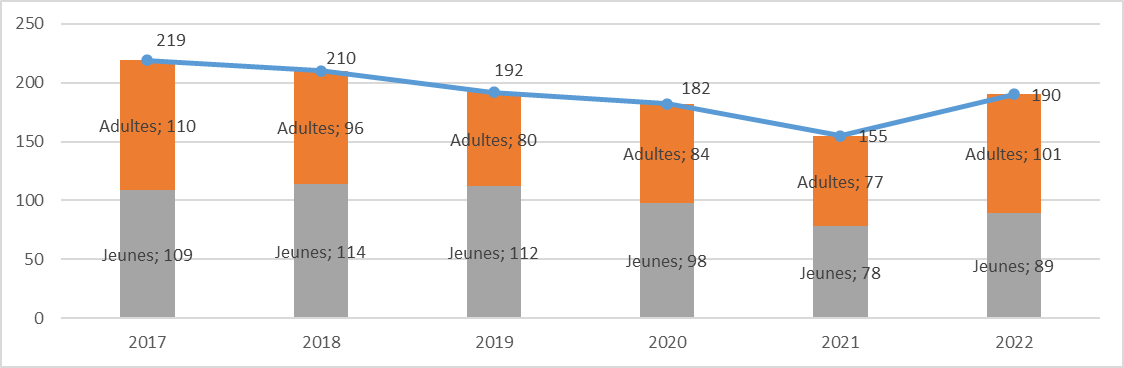 250
219
210
192
182
200
190
Adultes; 110
Adultes; 96
Adultes; 80
155
150
Adultes; 84
Adultes; 101
Adultes; 77
100
Jeunes; 109
Jeunes; 114
Jeunes; 112
Jeunes; 98
Jeunes; 78
Jeunes; 89
50
0
2017 2018 2019 2020 2021 2022